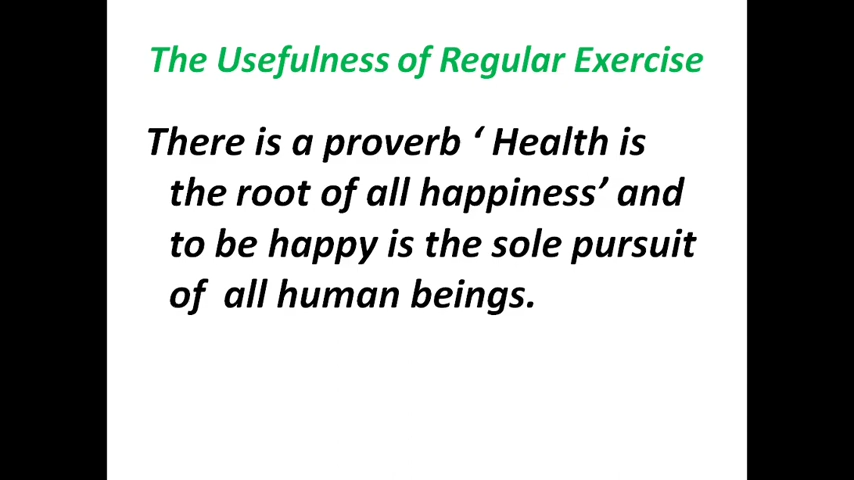 The Usefulness of Regular Exercise
There is a proverb ‘ Health is
the root of all happiness’ and
to be happy is the sole pursuit
of all human beings.